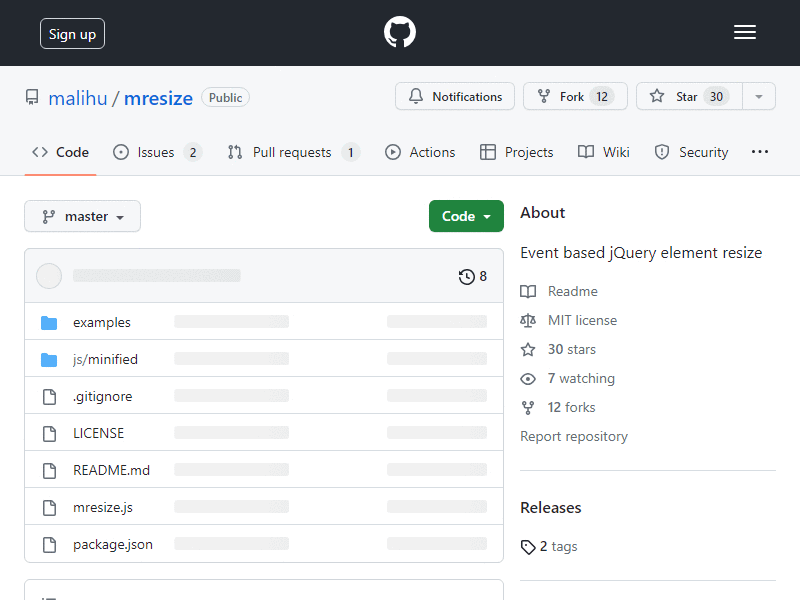 Sign up
malihu / mresize Public
Notifications
Fork 12
Star 30
Code
Issues 2
Pull requests 1
Actions
Projects
Wiki
Security
master
Code
8
examples
js/minified
.gitignore
LICENSE
README.md
mresize.js
package.json
About
Event based jQuery element resize
Readme
MIT license
30 stars
7 watching
12 forks
Report repository
Releases
2 tags